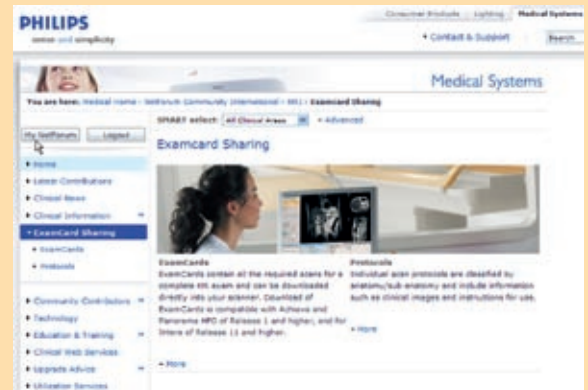 PHILIPS
sense and simplicity
Consumer Products Lighting Medical Systems
Contact & Support Search
Medical Systems
You are here: Medical Home NetForum Community International MRI Examcard Sharing
My NetForum Logout
SMART select: All Clinical Areas Advanced
Examcard Sharing
Home
Latest Contributions
Clinical News
Clinical Information
ExamCard Sharing
ExamCards
Protocols
Community Contributors
Technology
Education & Training
Clinical Web Services
Upgrade Advice
Utilization Services
ExamCards
ExamCards contain all the required scans for a
complete MR exam and can be downloaded
directly into your scanner. Download of
ExamCards is compatible with Achieva and
Panorama HFO of Release 1 and higher, and for
Intera of Release 11 and higher.
More
Protocols
Individual scan protocols are classified by
anatomy/sub anatomy and include information
such as clinical images and instructions for use.
More